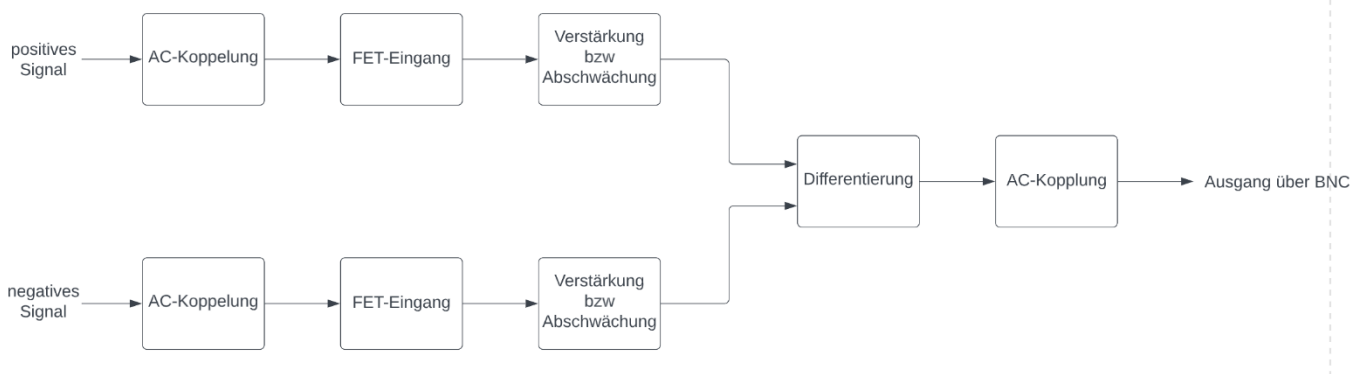 positives
Signal
AC-Koppelung
FET-Eingang
Verstärkung
bzw
Abschwächung
Differentierung
AC-Kopplung
Ausgang über BNC
negatives
Signal
AC-Koppelung
FET-Eingang
Verstärkung
bzw
Abschwächung